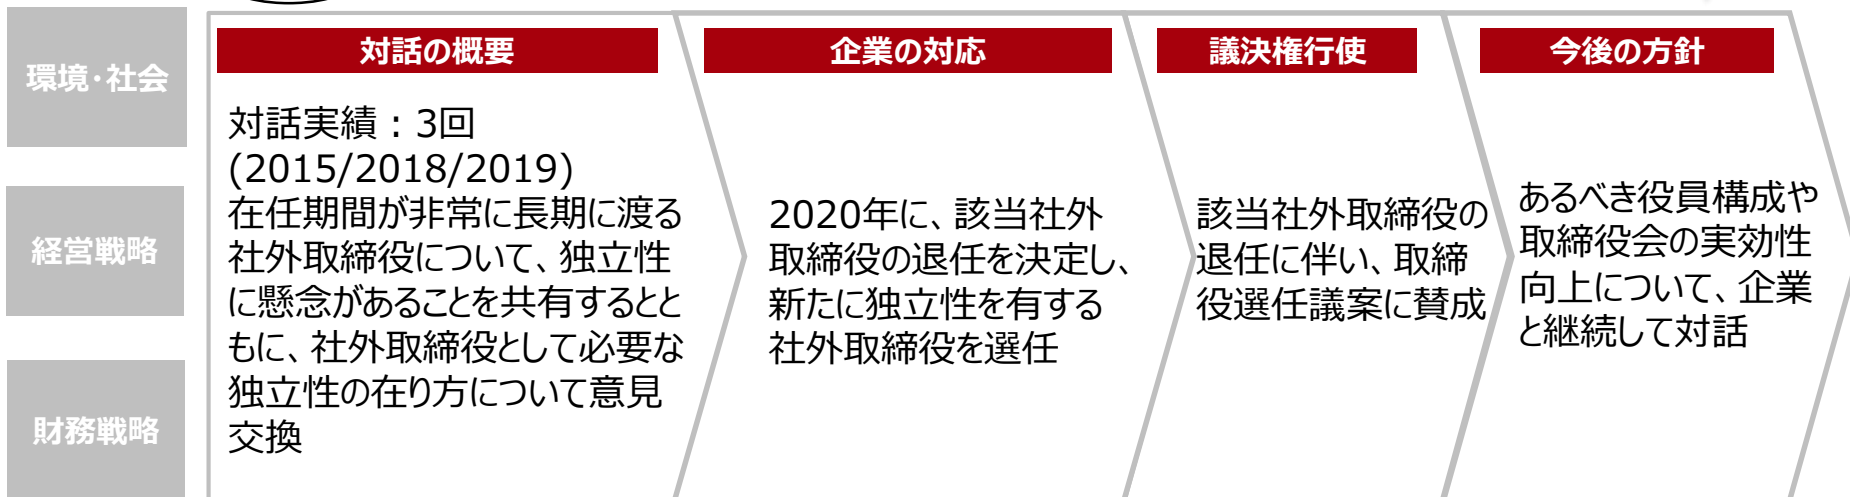 環境・社会
経営戦略
財務戦略
対話の概要
対話実績：3回
(2015/2018/2019)
在任期間が非常に長期に渡る
社外取締役について、独立性
に懸念があることを共有するとと
もに、社外取締役として必要な
独立性の在り方について意見
交換
企業の対応
2020年に、該当社外
取締役の退任を決定し、
新たに独立性を有する
社外取締役を選任
議決権行使
該当社外取締役の
退任に伴い、取締
役選任議案に賛成
今後の方針
あるべき役員構成や
取締役会の実効性
向上について、企業
と継続して対話